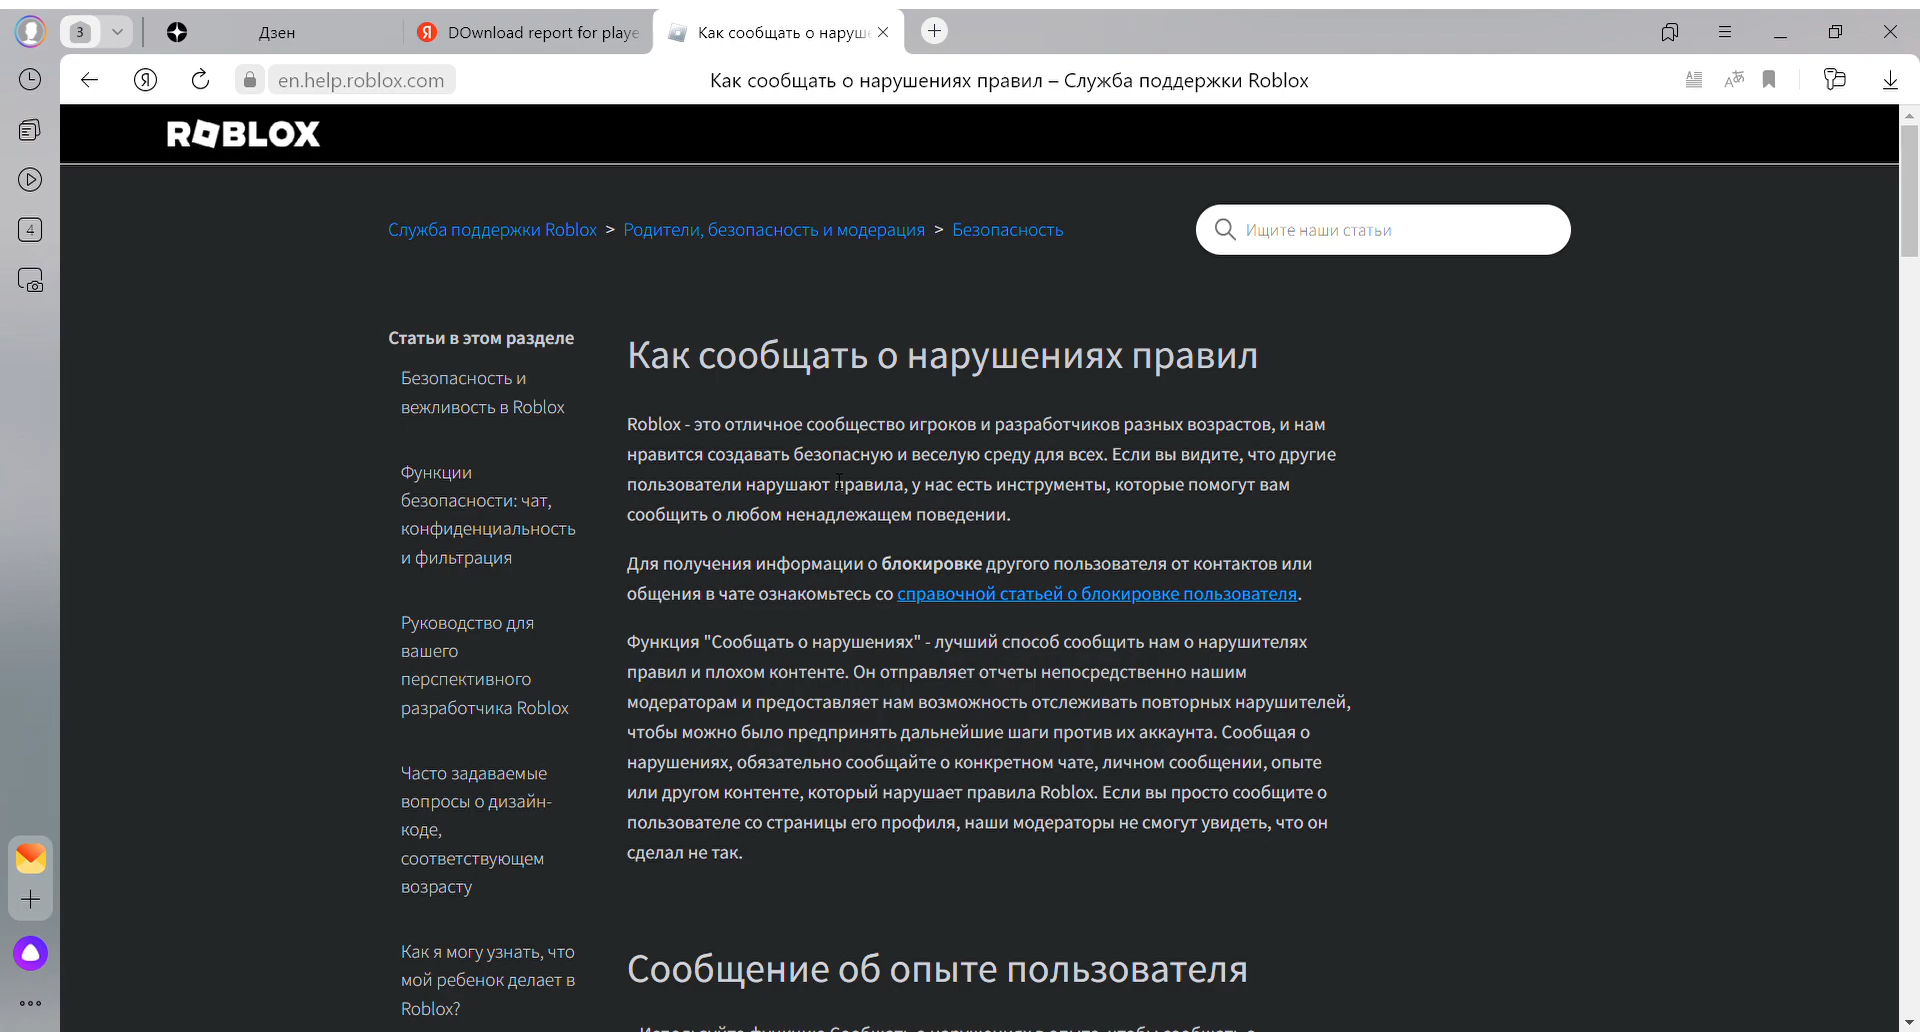 3
Дзен
DOwnload report for playe
Как сообщать о наруше
en.help.roblox.com
Как сообщать о нарушениях правил – Служба поддержки Roblox
4
ROBLOX
Служба поддержки Roblox > Родители, безопасность и модерация > Безопасность
Ищите наши статьи
Статьи в этом разделе
Безопасность и
вежливость в Roblox
Функции
безопасности: чат,
конфиденциальность
и фильтрация
Руководство для
вашего
перспективного
разработчика Roblox
Часто задаваемые
вопросы о дизайн-
коде,
соответствующем
возрасту
Как я могу узнать, что
мой ребенок делает в
Roblox?
Как сообщать о нарушениях правил
Roblox - это отличное сообщество игроков и разработчиков разных возрастов, и нам
нравится создавать безопасную и веселую среду для всех. Если вы видите, что другие
пользователи нарушают правила, у нас есть инструменты, которые помогут вам
сообщить о любом ненадлежащем поведении.
Для получения информации о блокировке другого пользователя от контактов или
общения в чате ознакомьтесь со справочной статьей о блокировке пользователя.
Функция "Сообщать о нарушениях" - лучший способ сообщить нам о нарушителях
правил и плохом контенте. Он отправляет отчеты непосредственно нашим
модераторам и предоставляет нам возможность отслеживать повторных нарушителей,
чтобы можно было предпринять дальнейшие шаги против их аккаунта. Сообщая о
нарушениях, обязательно сообщайте о конкретном чате, личном сообщении, опыте
или другом контенте, который нарушает правила Roblox. Если вы просто сообщите о
пользователе со страницы его профиля, наши модераторы не смогут увидеть, что он
сделал не так.
Сообщение об опыте пользователя
Используйте функцию Сообщать о нарушениях в опыте, чтобы сообщать о